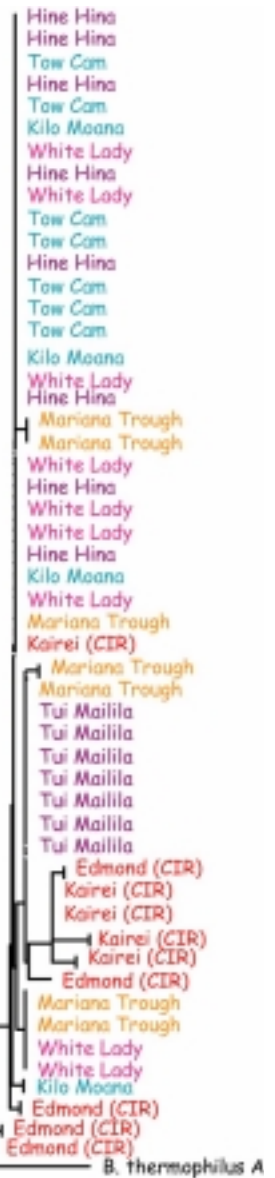 Hine Hina
Hine Hina
Tow Cam
Hine Hina
Tow Cam
Kilo Moana
White Lady
Hine Hina
White Lady
Tow Cam
Tow Cam
Hine Hina
Tow Cam
Tow Cam
Tow Cam
Kilo Moana
White Lady
Hine Hina
Mariana Trough
Mariana Trough
White Lady
Hine Hina
White Lady
White Lady
Hine Hina
Kilo Moana
White Lady
Mariana Trough
Kairei (CIR)
Mariana Trough
Mariana Trough
Tui Mailila
Tui Mailila
Tui Mailila
Tui Mailila
Tui Mailila
Tui Mailila
Tui Mailila
Edmond (CIR)
Kairei (CIR)
Kairei (CIR)
Kairei (CIR)
Kairei (CIR)
Edmond (CIR)
Mariana Trough
Mariana Trough
White Lady
White Lady
Kilo Moana
Edmond (CIR)
Edmond (CIR)
Edmond (CIR)
B. thermophilus A